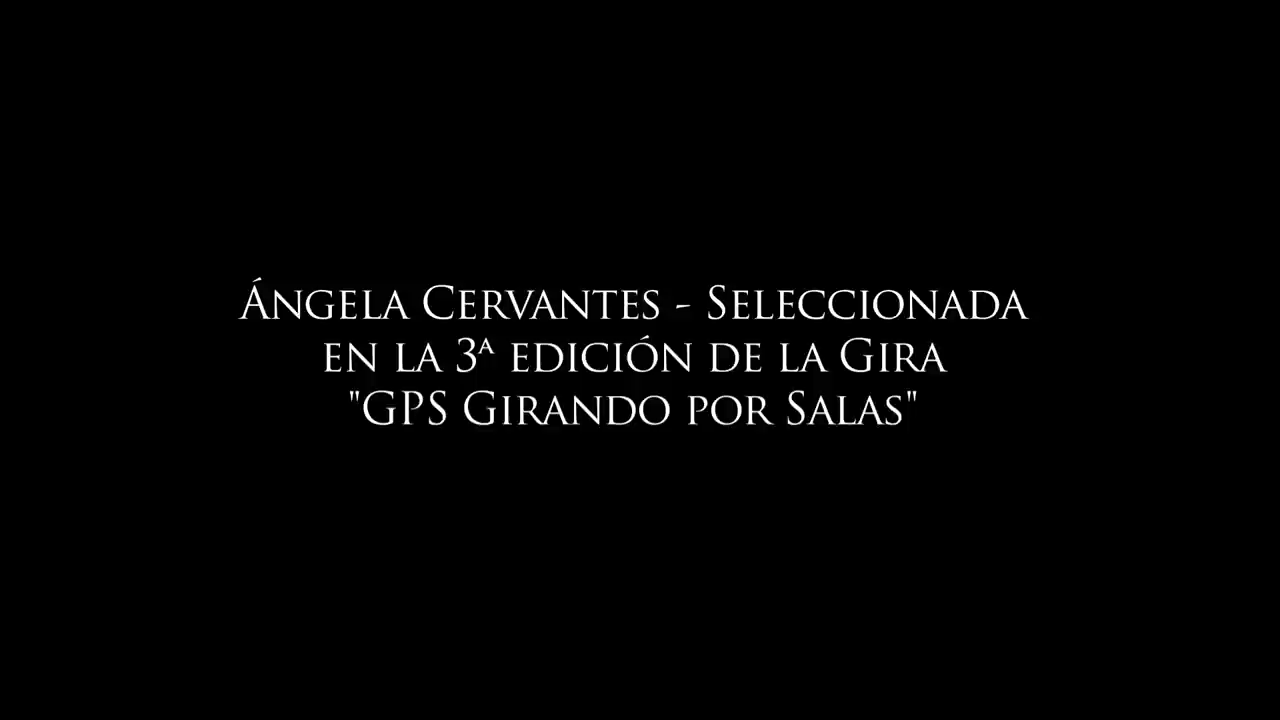 Ángela Cervantes - Seleccionada
en la 3ª edición de la Gira
"GPS Girando por Salas"